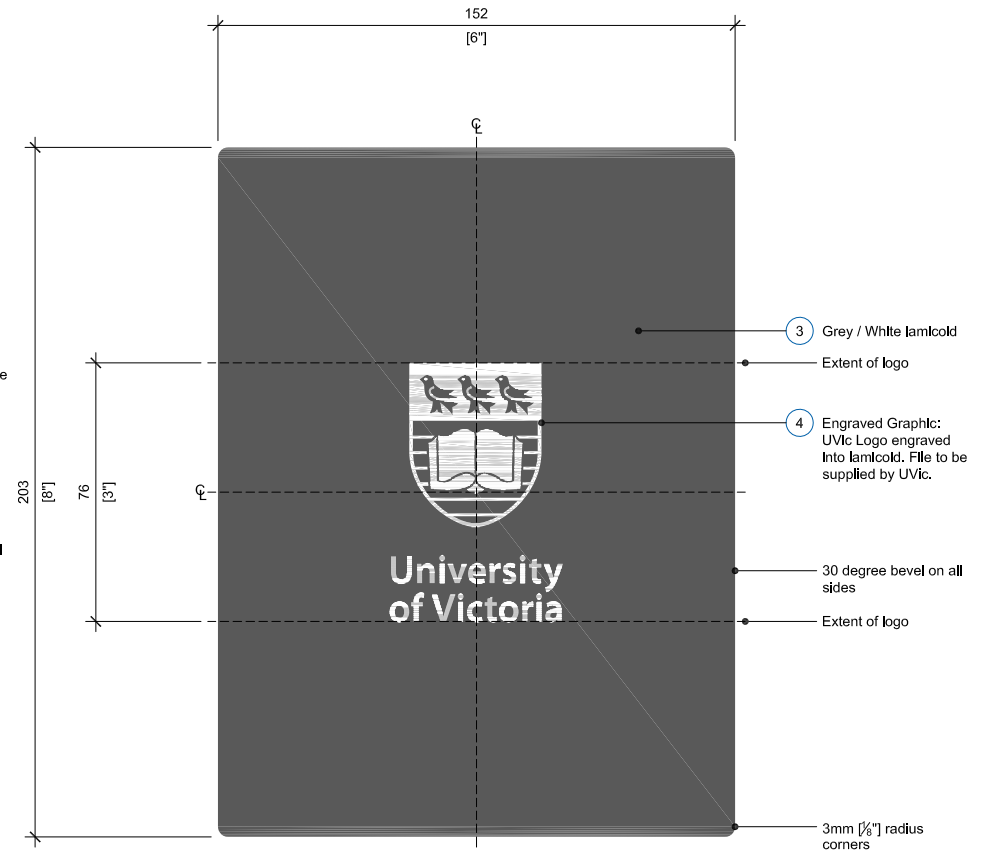 152
[6"]
℄
3 Grey / White lamicoid
e
Extent of logo
4 Engraved Graphic:
UVic Logo engraved
into lamicoid. File to be
supplied by UVic.
203
[8"]
76
[3"]
℄
University
of Victoria
30 degree bevel on all
sides
Extent of logo
3mm [⅛"] radius
corners